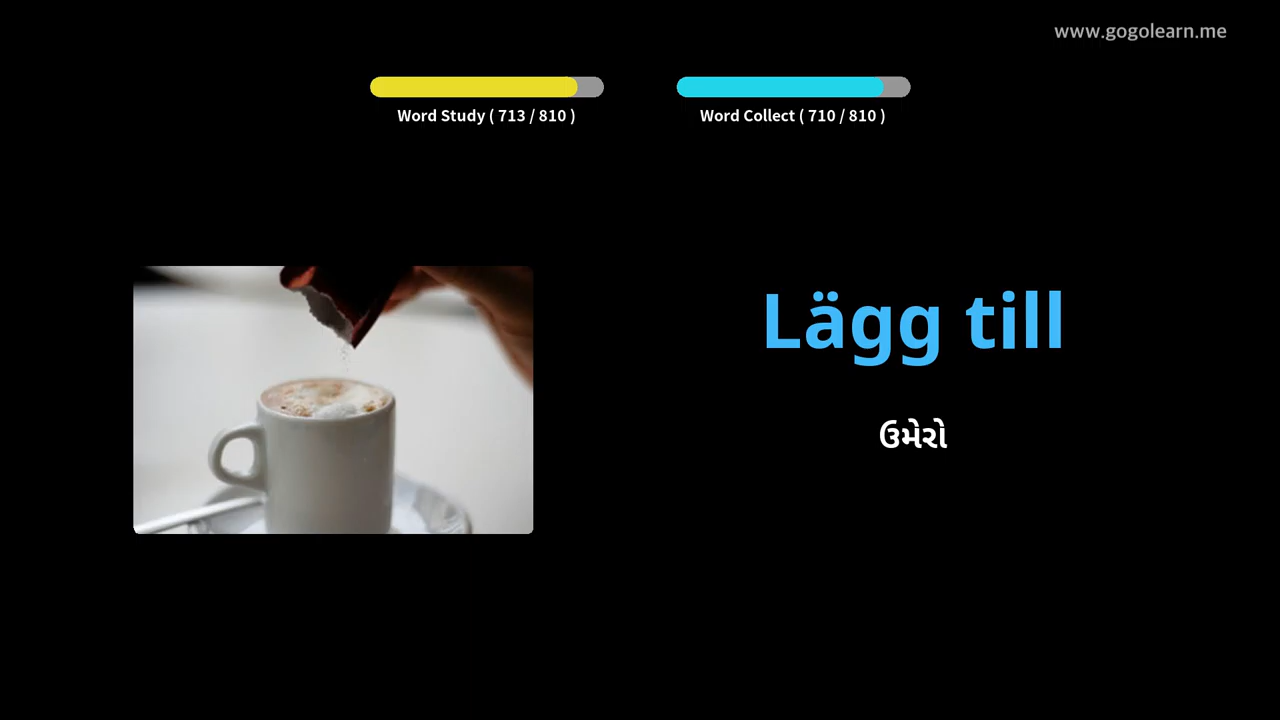 www.gogolearn.me
Word Study ( 713 / 810 )
Word Collect ( 710 / 810 )
Lägg till
ઉમેરો